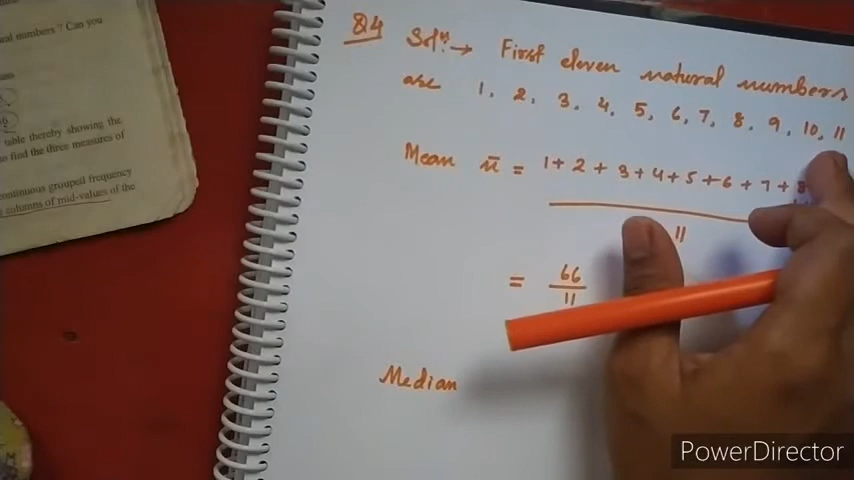 ral numbers ? Can you
table thereby showing the
o find the three measures of
continuous grouped frequency
columns of mid-values of the
Q4 Solⁿ:→ First eleven natural numbers
are 1, 2, 3, 4, 5, 6, 7, 8, 9, 10, 11
Mean x̄ = 1+2+3+4+5+6+7+8
11
= 66
11
Median
PowerDirector